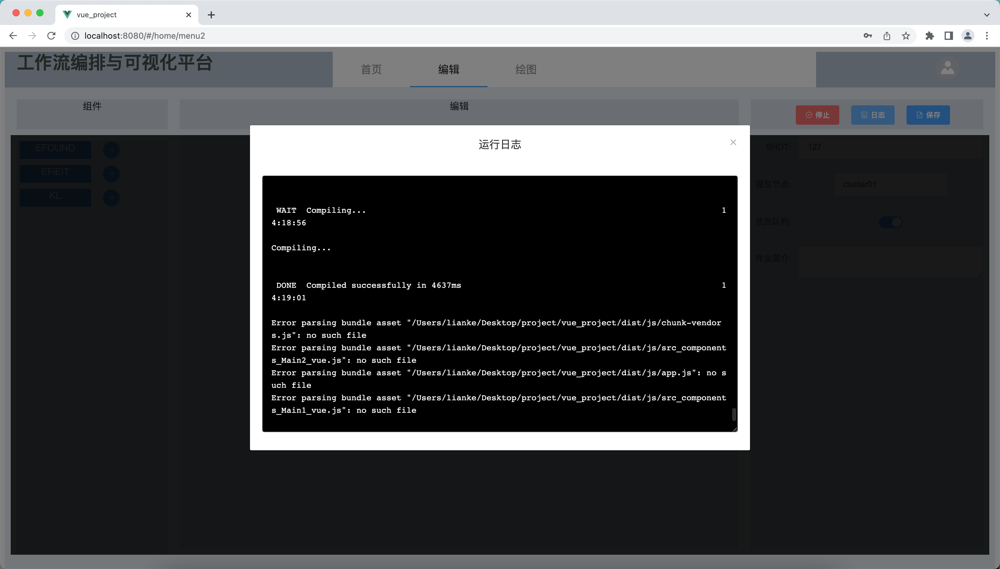 vue_project
localhost:8080/#/home/menu2
工作流编排与可视化平台
首页
编辑
绘图
组件
编辑
停止
日志
保存
EFOUND
EFIEIT
KL
SHOT:
127
提交节点:
cluster01
优先队列:
作业简介:
运行日志
WAIT  Compiling...                                                                       1
4:18:56
Compiling...
DONE  Compiled successfully in 4637ms                                                    1
4:19:01
Error parsing bundle asset "/Users/lianke/Desktop/project/vue_project/dist/js/chunk-vendor
s.js": no such file
Error parsing bundle asset "/Users/lianke/Desktop/project/vue_project/dist/js/src_component
s_Main2_vue.js": no such file
Error parsing bundle asset "/Users/lianke/Desktop/project/vue_project/dist/js/app.js": no s
uch file
Error parsing bundle asset "/Users/lianke/Desktop/project/vue_project/dist/js/src_component
s_Main1_vue.js": no such file